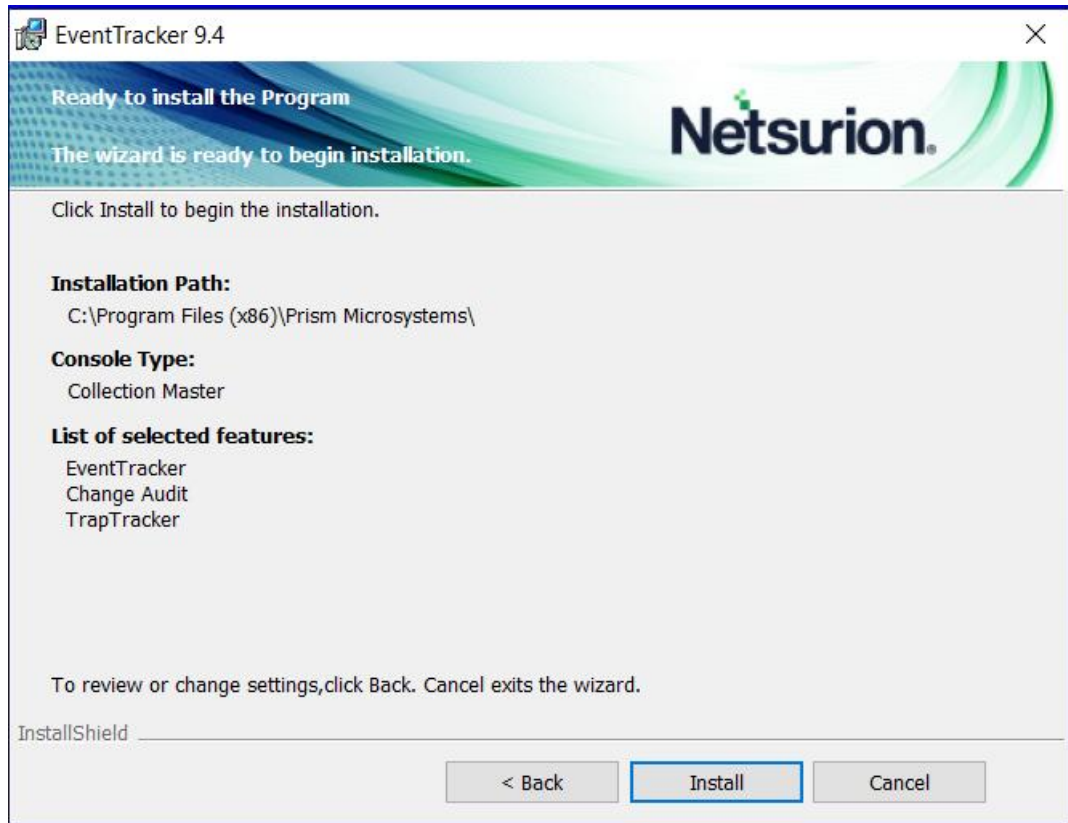 EventTracker 9.4
Ready to install the Program
Netsurion.
The wizard is ready to begin installation.
Click Install to begin the installation.
Installation Path:
C:\Program Files (x86)\Prism Microsystems\
Console Type:
Collection Master
List of selected features:
EventTracker
Change Audit
TrapTracker
To review or change settings,click Back. Cancel exits the wizard.
InstallShield
< Back
Install
Cancel